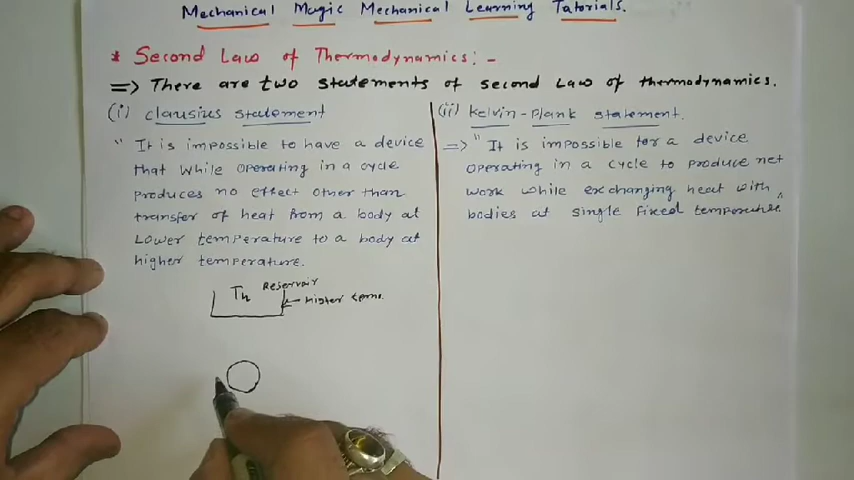 Mechanical Magic Mechanical Learning Tutorials.
* Second Law of Thermodynamics:-
=> There are two statements of second Law of thermodynamics.
(i) clausius statement
" It is impossible to have a device
that while operating in a cycle
produces no effect other than
transfer of heat from a body at
Lower temperature to a body at
higher temperature.
Th Reservoir
higher temp.
(ii) Kelvin-Plank statement.
=> " It is impossible for a device
operating in a cycle to produce net
work while exchanging heat with
bodies at single fixed temperature.